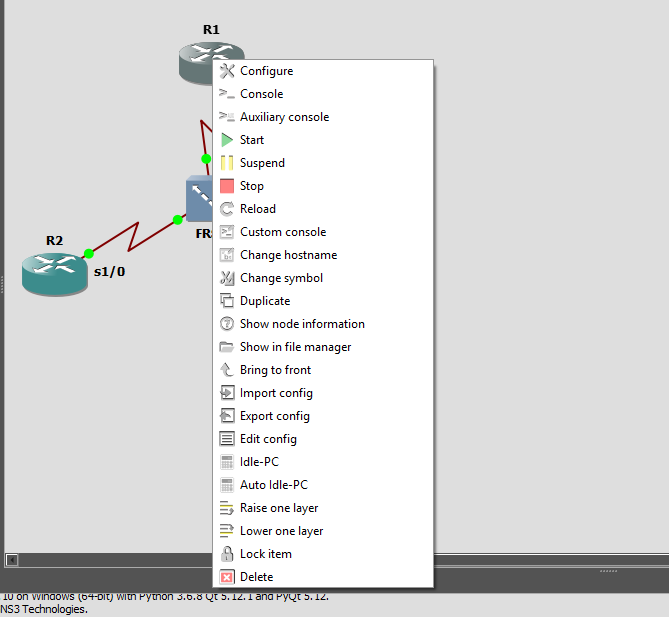 R1
Configure
Console
Auxiliary console
Start
Suspend
Stop
Reload
Custom console
Change hostname
Change symbol
Duplicate
Show node information
Show in file manager
Bring to front
Import config
Export config
Edit config
Idle-PC
Auto Idle-PC
Raise one layer
Lower one layer
Lock item
Delete
FR
R2
s1/0
10 on Windows (64-bit) with Python 3.6.8 Qt 5.12.1 and PyQt 5.12.
NS3 Technologies.